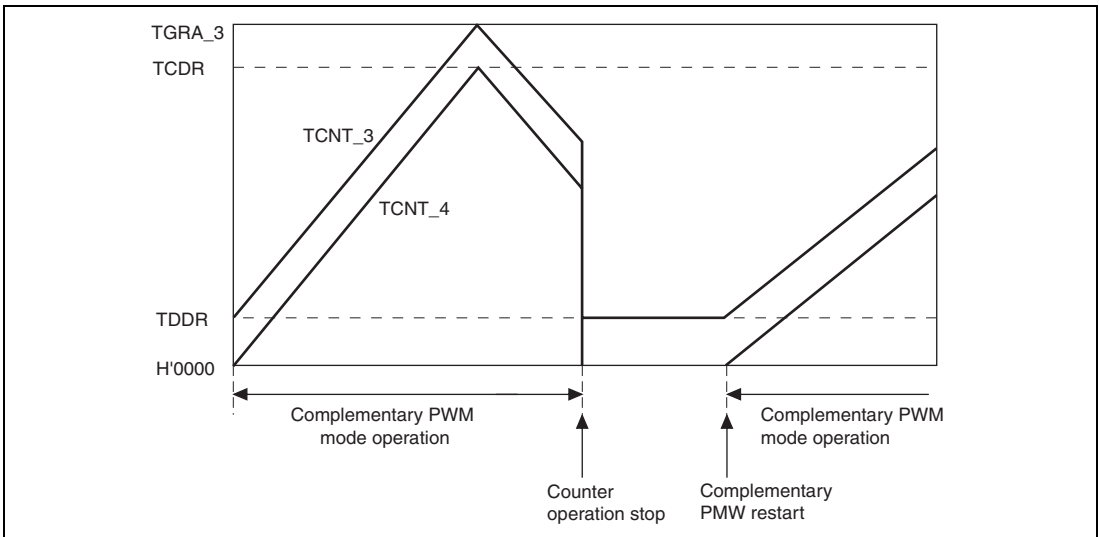 TGRA_3
TCDR
TCNT_3
TCNT_4
TDDR
H'0000
Complementary PWM
mode operation
Complementary PWM
mode operation
Counter
operation stop
Complementary
PMW restart